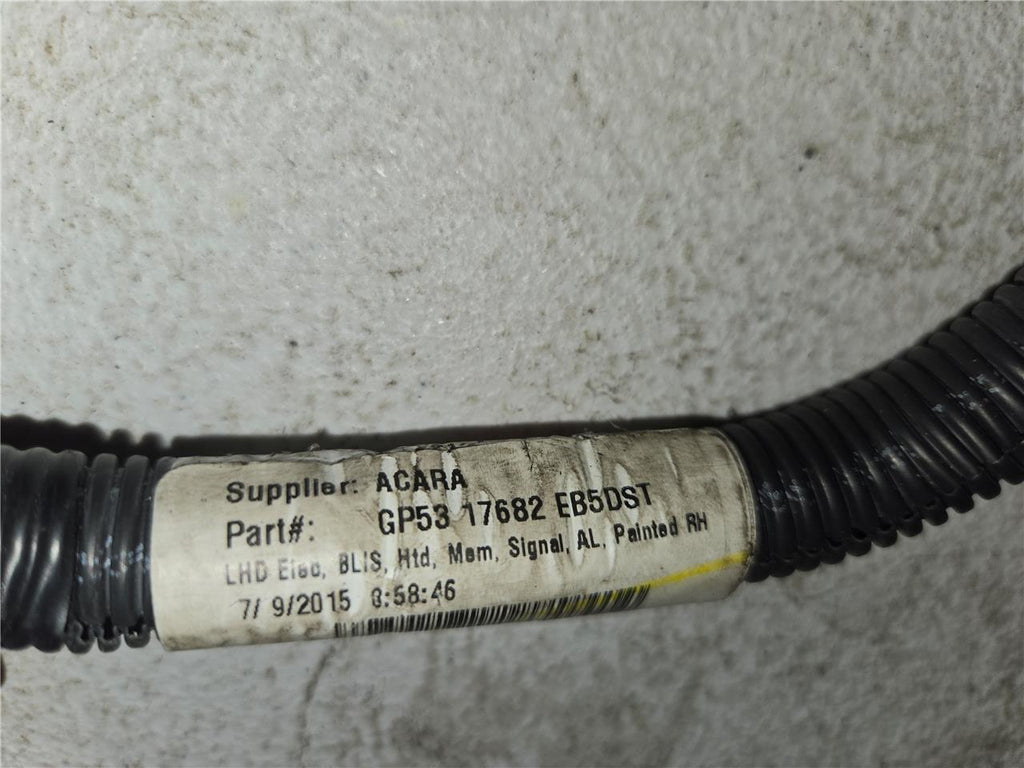 Supplier: ACARA
Part#: GP53 17682 EB5DST
LHD Elec, BLIS, Htd, Mem, Signal, AL, Painted RH
7/ 9/2015 8:58:46